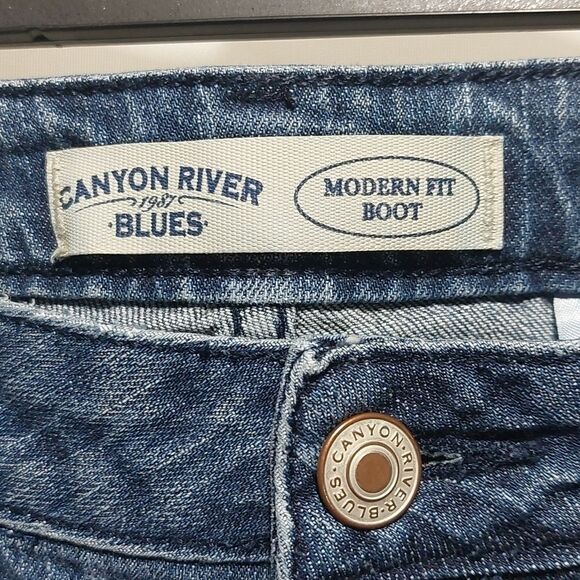 CANYON RIVER
1987
BLUES
MODERN FIT
BOOT
CANYON·RIVER·BLUES·